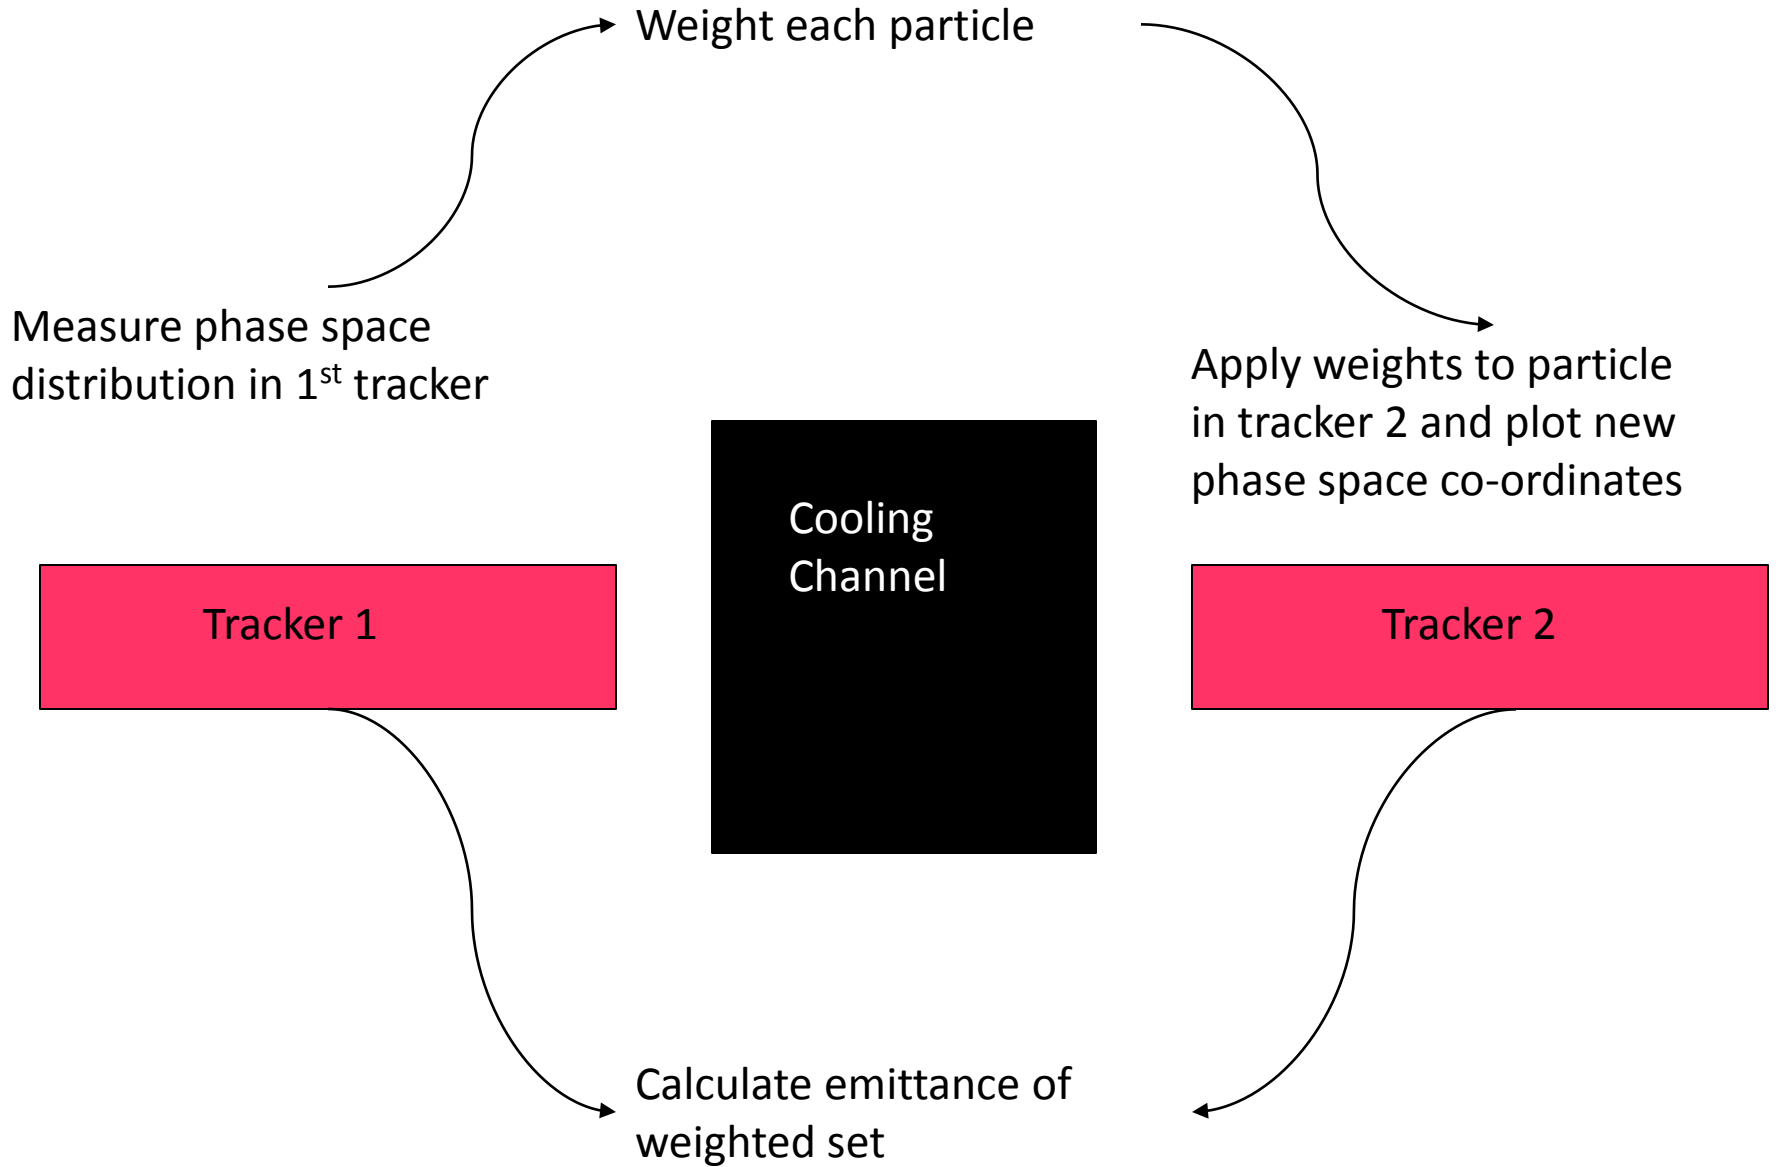 Weight each particle
Measure phase space
distribution in 1st tracker
Apply weights to particle
in tracker 2 and plot new
phase space co-ordinates
Cooling
Channel
Tracker 1
Tracker 2
Calculate emittance of
weighted set